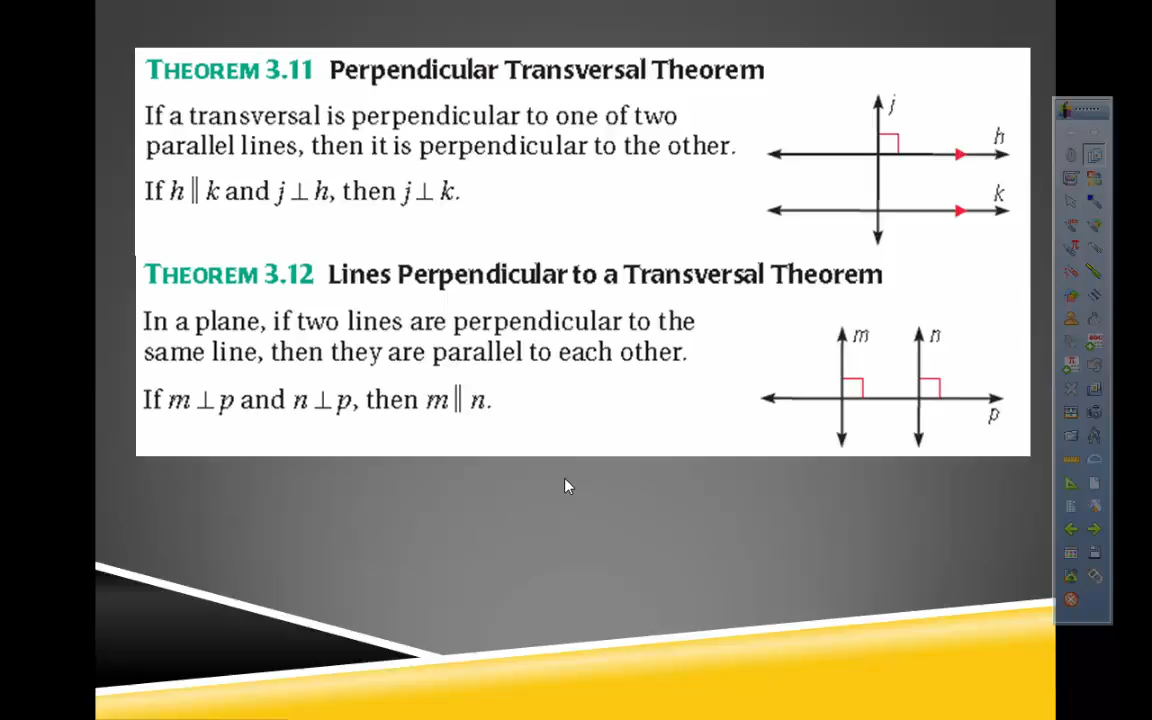 THEOREM 3.11 Perpendicular Transversal Theorem
If a transversal is perpendicular to one of two
parallel lines, then it is perpendicular to the other.
If h ∥ k and j ⊥ h, then j ⊥ k.
j
h
k
THEOREM 3.12 Lines Perpendicular to a Transversal Theorem
In a plane, if two lines are perpendicular to the
same line, then they are parallel to each other.
If m ⊥ p and n ⊥ p, then m ∥ n.
m
n
p